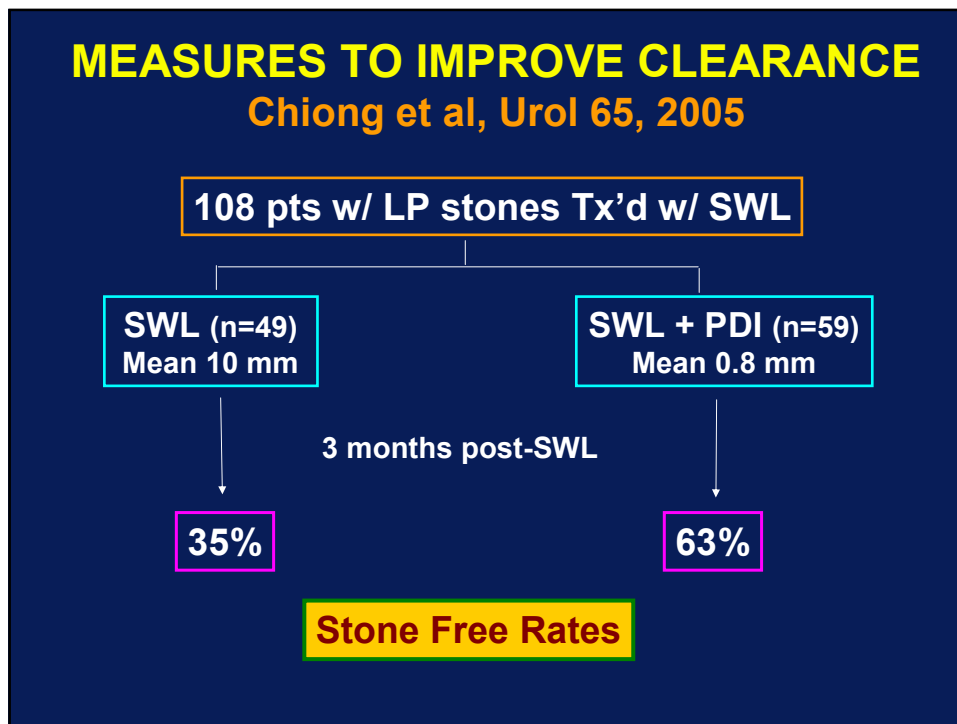 MEASURES TO IMPROVE CLEARANCE
Chiong et al, Urol 65, 2005
108 pts w/ LP stones Tx’d w/ SWL
SWL (n=49)
Mean 10 mm
SWL + PDI (n=59)
Mean 0.8 mm
3 months post-SWL
35%
63%
Stone Free Rates